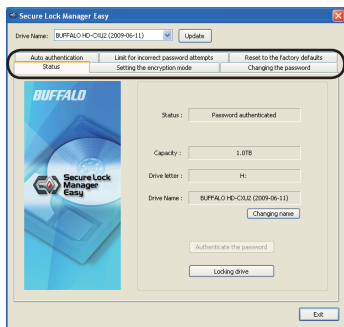 Secure Lock Manager Easy
Drive Name: BUFFALO HD-CXU2 (2009-06-11) Update
Auto authentication Limit for incorrect password attempts Reset to the factory defaults
Status Setting the encryption mode Changing the password
BUFFALO
Status : Password authenticated
Capacity : 1.0TB
Secure Lock
Manager
Easy
Drive letter : H:
Drive Name : BUFFALO HD-CXU2 (2009-06-11)
Changing name
Authenticate the password
Locking drive
Exit